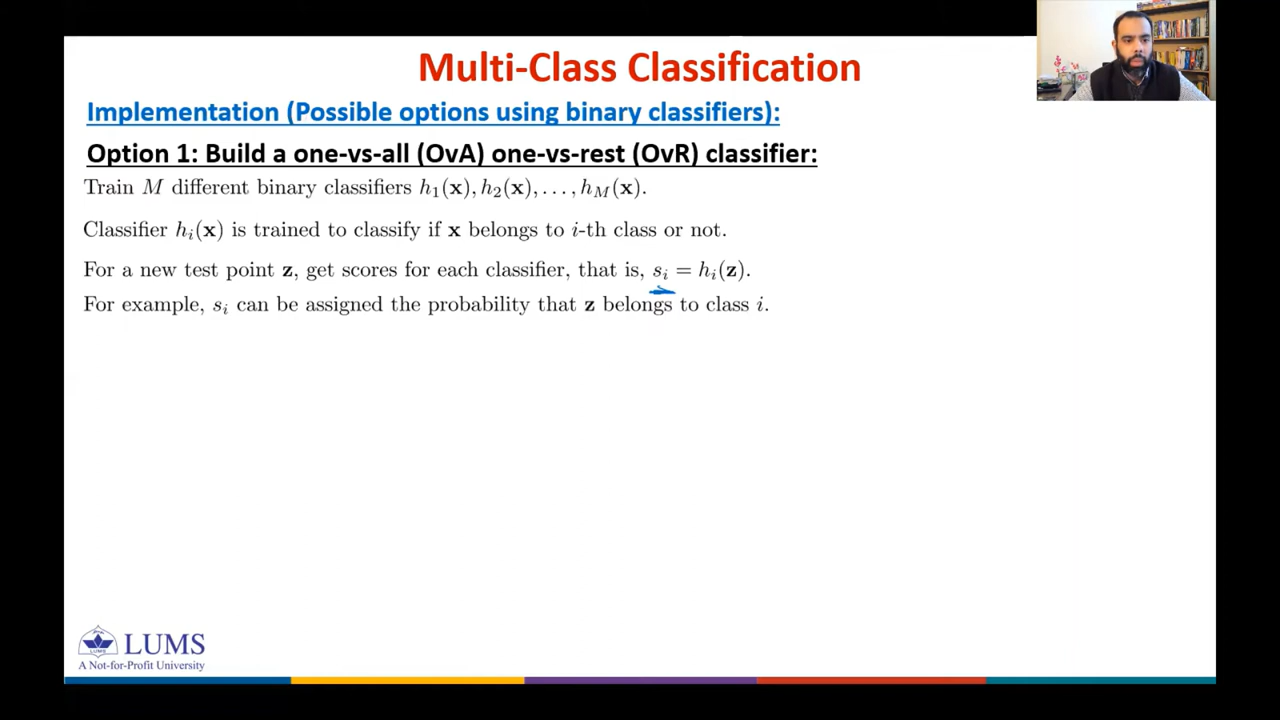 Multi-Class Classification
Implementation (Possible options using binary classifiers):
Option 1: Build a one-vs-all (OvA) one-vs-rest (OvR) classifier:
Train M different binary classifiers h₁(x), h₂(x), . . . , h_M(x).
Classifier hᵢ(x) is trained to classify if x belongs to i-th class or not.
For a new test point z, get scores for each classifier, that is, sᵢ = hᵢ(z).
For example, sᵢ can be assigned the probability that z belongs to class i.
LUMS
A Not-for-Profit University